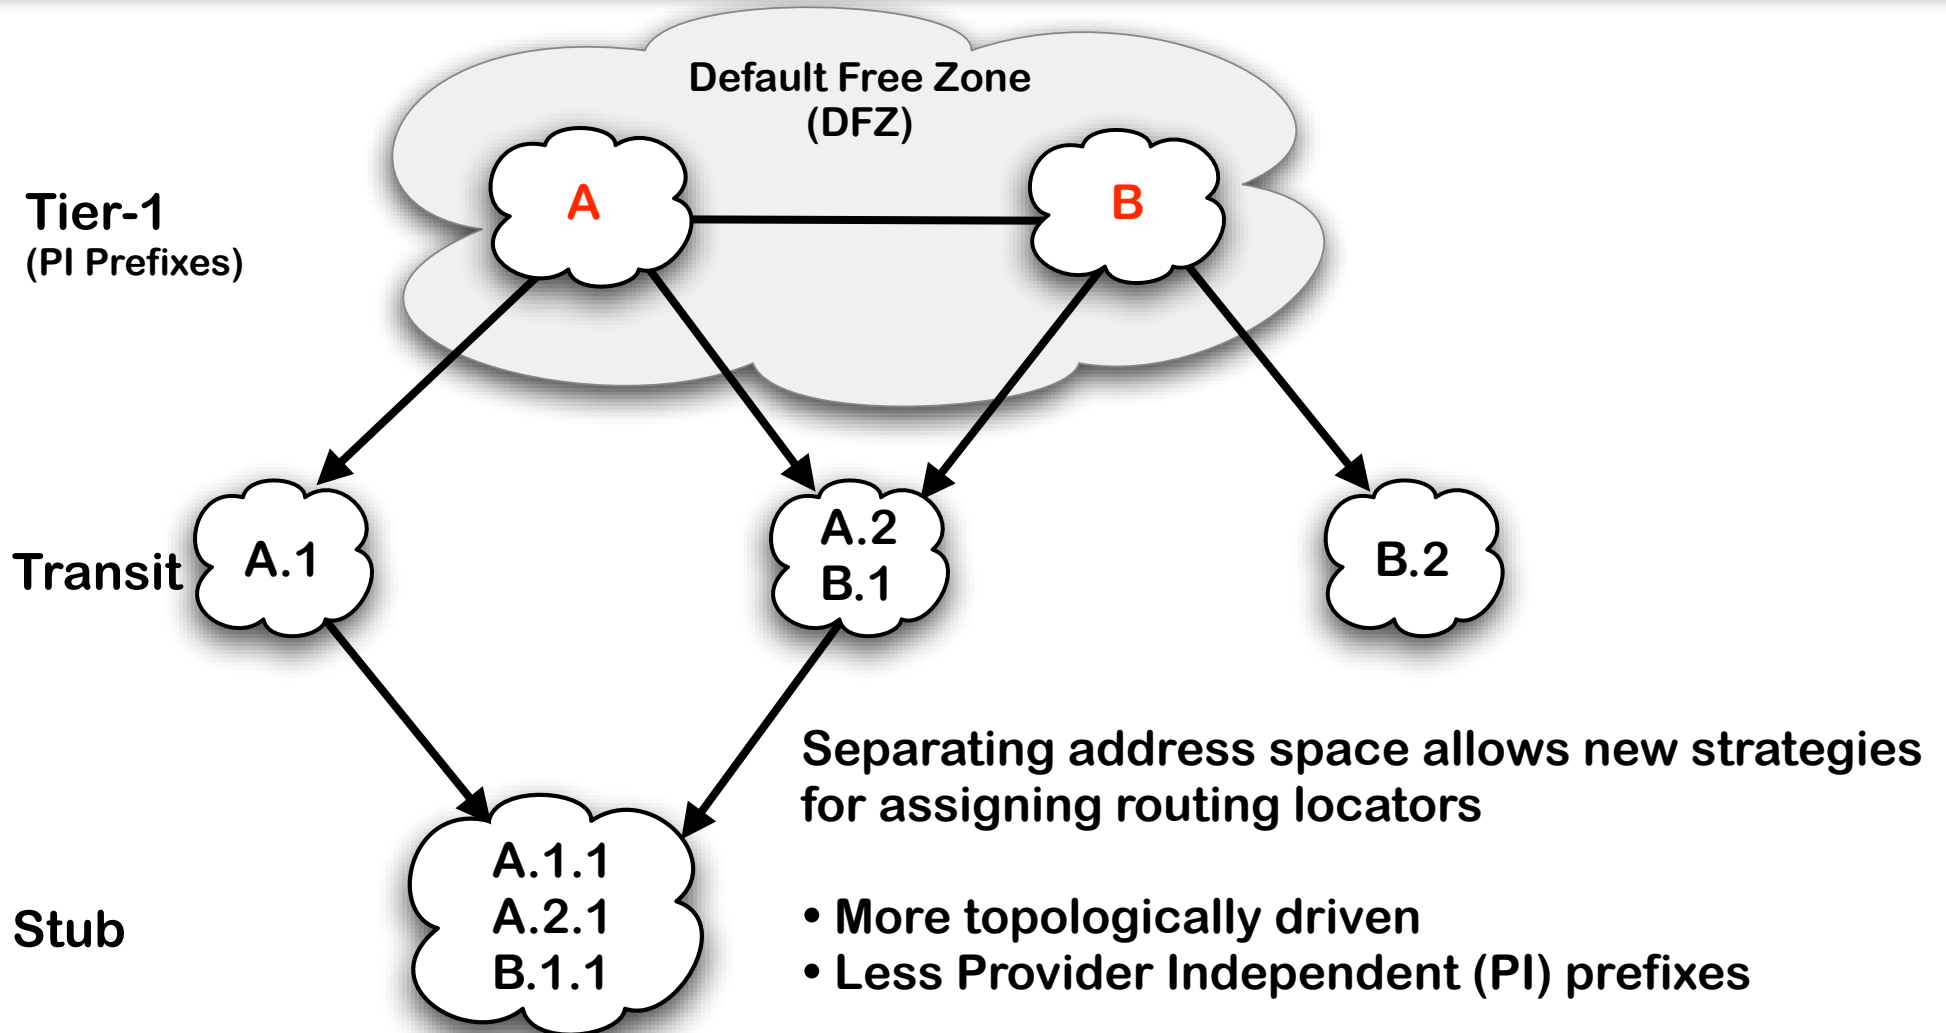 Default Free Zone
(DFZ)
Tier-1
(PI Prefixes)
A
B
Transit
A.1
A.2
B.1
B.2
Stub
A.1.1
A.2.1
B.1.1
Separating address space allows new strategies
for assigning routing locators
• More topologically driven
• Less Provider Independent (PI) prefixes